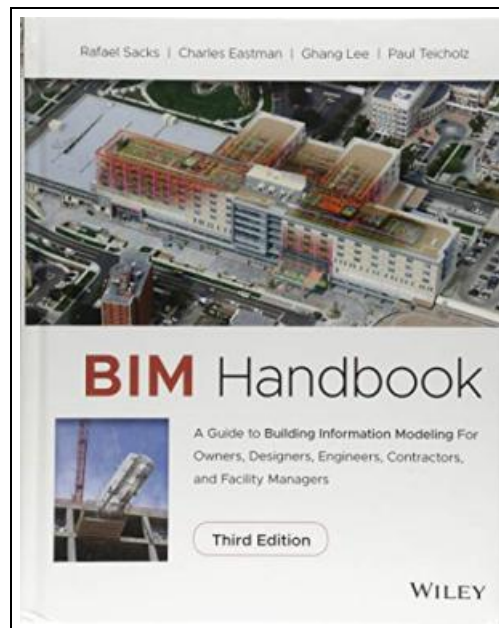 Rafael Sacks | Charles Eastman | Ghang Lee | Paul Teicholz
BIM Handbook
A Guide to Building Information Modeling For
Owners, Designers, Engineers, Contractors,
and Facility Managers
Third Edition
WILEY